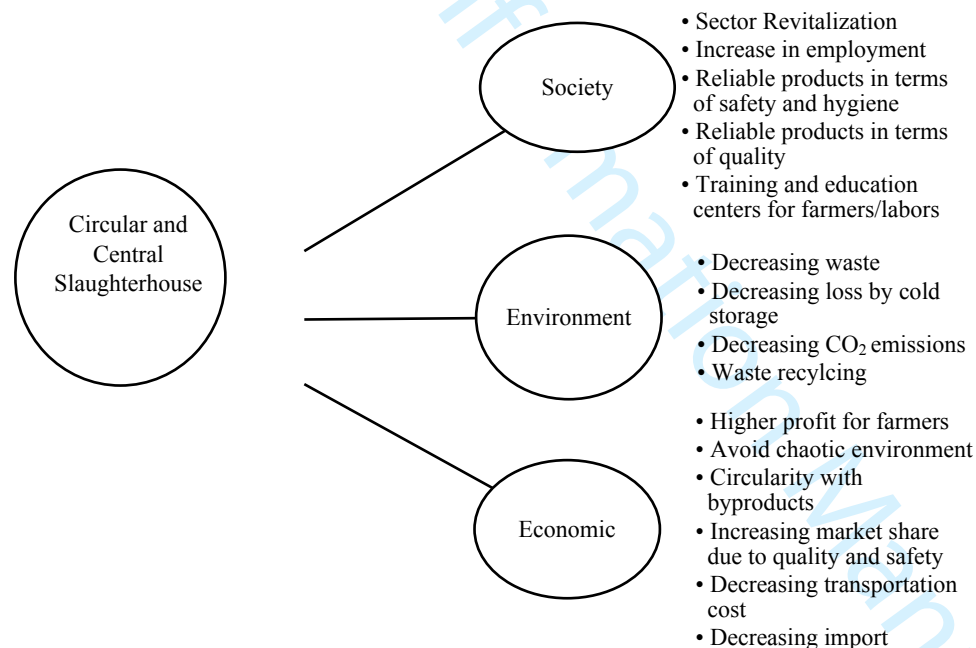 Circular and
Central
Slaughterhouse
Society
• Sector Revitalization
• Increase in employment
• Reliable products in terms
of safety and hygiene
• Reliable products in terms
of quality
• Training and education
centers for farmers/labors
Environment
• Decreasing waste
• Decreasing loss by cold
storage
• Decreasing CO₂ emissions
• Waste recylcing
Economic
• Higher profit for farmers
• Avoid chaotic environment
• Circularity with
byproducts
• Increasing market share
due to quality and safety
• Decreasing transportation
cost
• Decreasing import